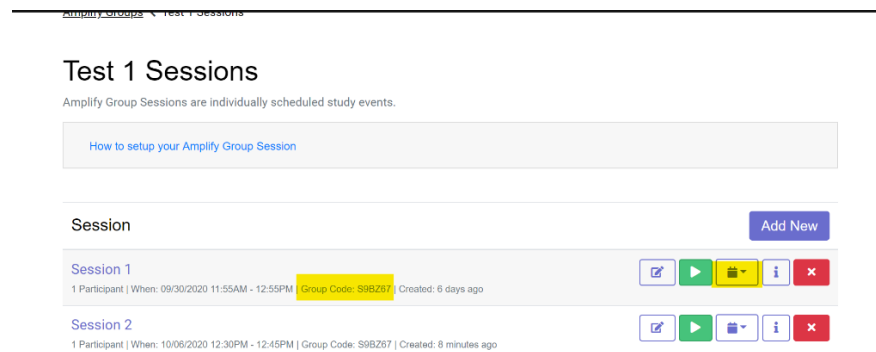 Amplify Groups < Test 1 Sessions
Test 1 Sessions
Amplify Group Sessions are individually scheduled study events.
How to setup your Amplify Group Session
Session
Add New
Session 1
1 Participant | When: 09/30/2020 11:55AM - 12:55PM | Group Code: S9BZ67 | Created: 6 days ago
Session 2
1 Participant | When: 10/06/2020 12:30PM - 12:45PM | Group Code: S9BZ67 | Created: 8 minutes ago